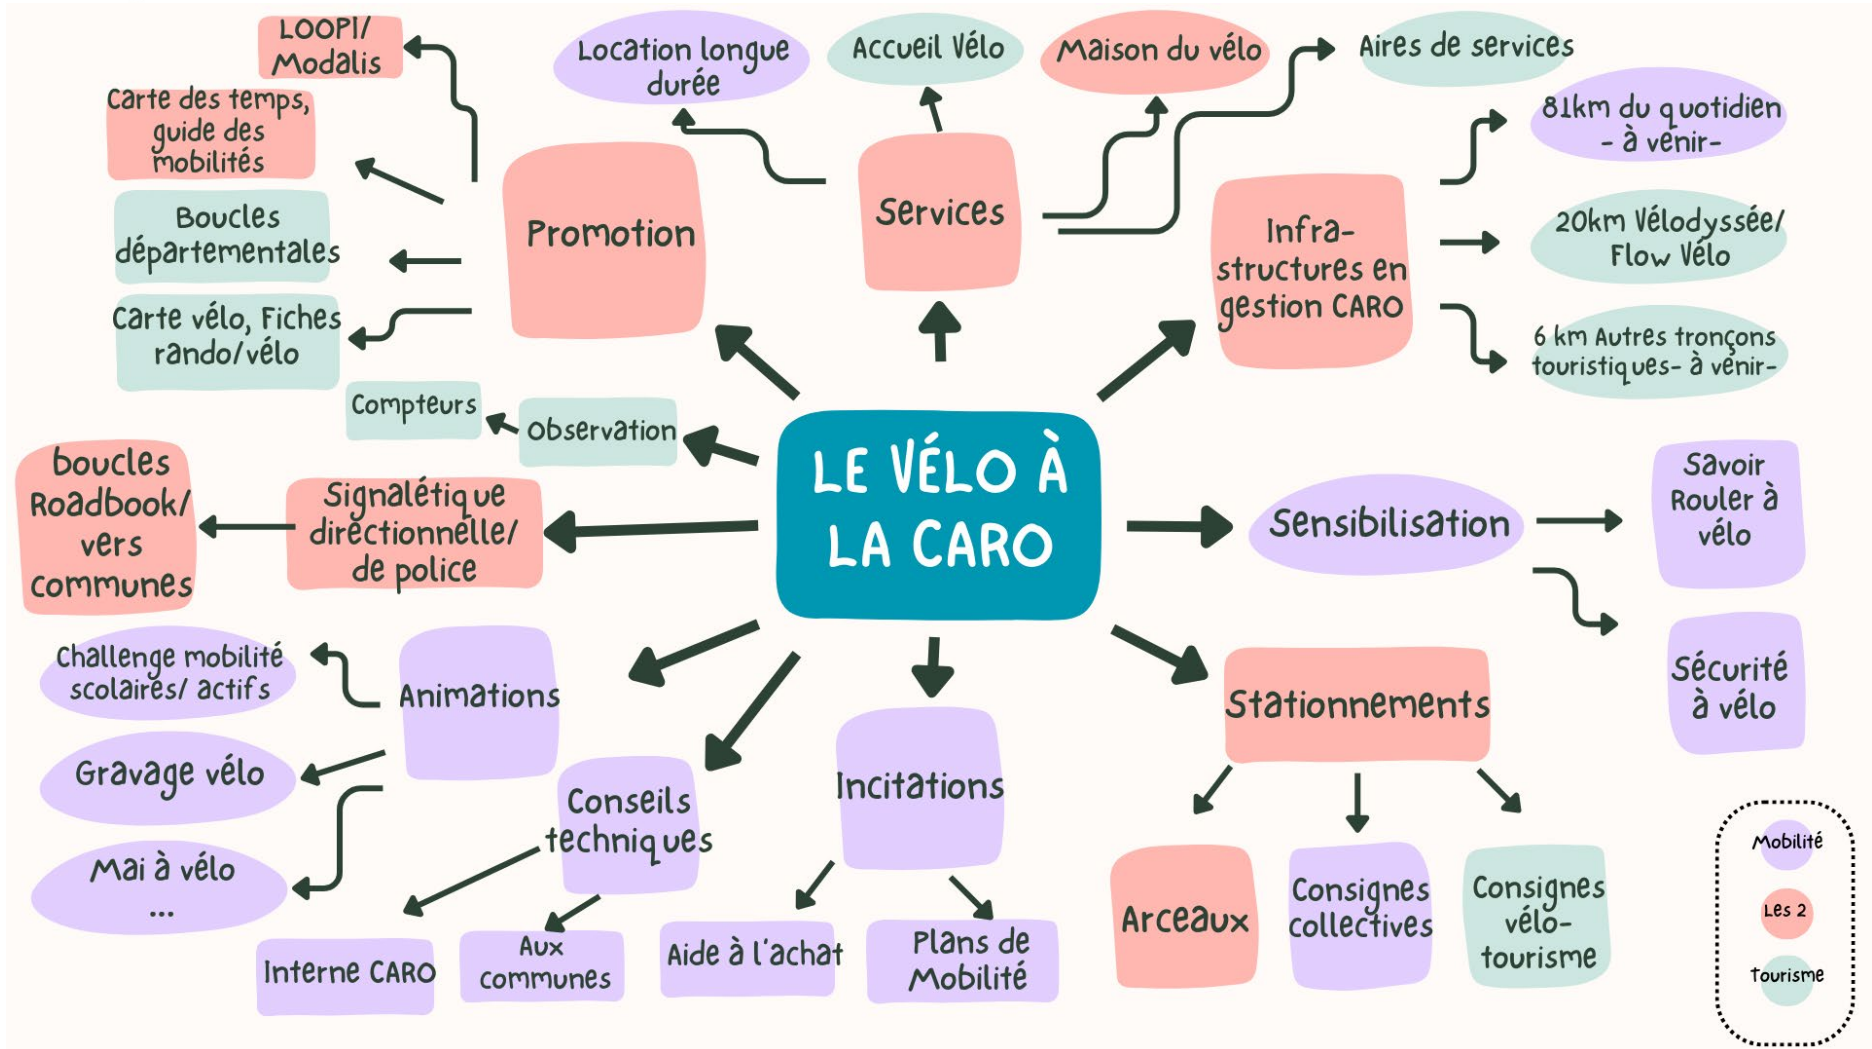 LOOPI/
Modalis
Carte des temps,
guide des
mobilités
Boucles
départementales
Carte vélo, Fiches
rando/vélo
Promotion
Location longue
durée
Accueil Vélo
Maison du vélo
Aires de services
Services
Infra-
structures en
gestion CARO
81km du quotidien
- à venir-
20km Vélodyssée/
Flow Vélo
6 km Autres tronçons
touristiques- à venir-
Compteurs
Observation
boucles
Roadbook/
vers
communes
Signalétique
directionnelle/
de police
LE VÉLO À
LA CARO
Sensibilisation
Savoir
Rouler à
vélo
Sécurité
à vélo
Challenge mobilité
scolaires/ actifs
Animations
Gravage vélo
Mai à vélo
...
Conseils
techniques
Interne CARO
Aux
communes
Incitations
Aide à l'achat
Plans de
Mobilité
Stationnements
Arceaux
Consignes
collectives
Consignes
vélo-
tourisme
Mobilité
Les 2
Tourisme